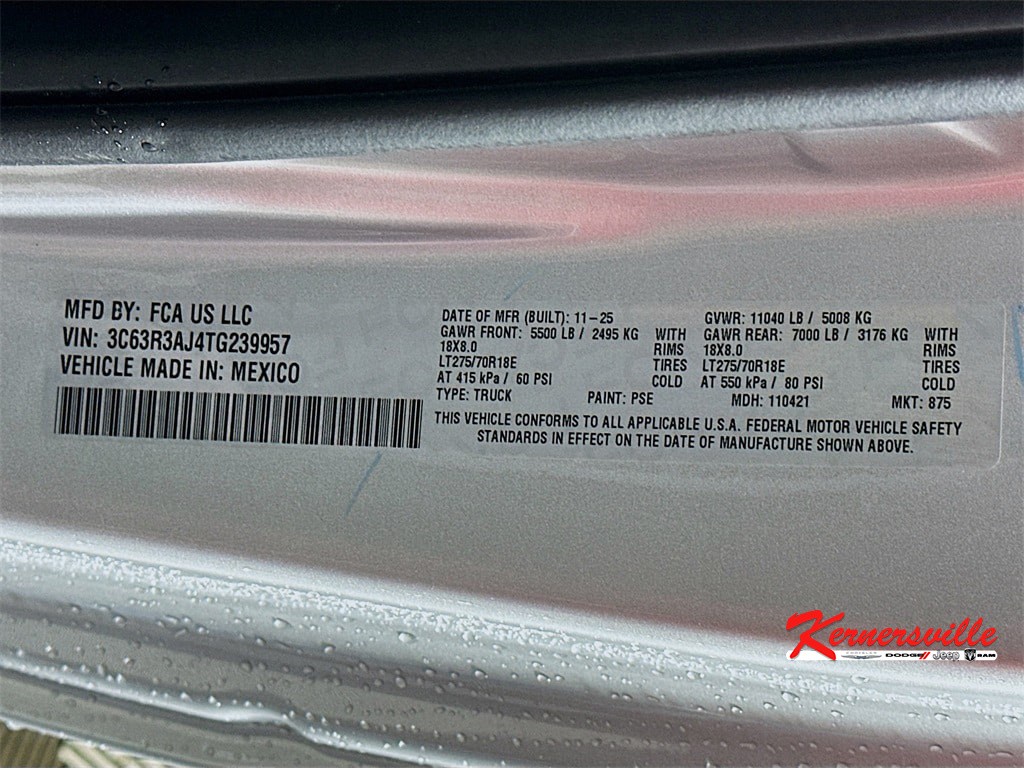 MFD BY: FCA US LLC
VIN: 3C63R3AJ4TG239957
VEHICLE MADE IN: MEXICO
DATE OF MFR (BUILT): 11-25
GVWR: 11040 LB / 5008 KG
GAWR FRONT: 5500 LB / 2495 KG WITH
18X8.0 RIMS
LT275/70R18E TIRES
AT 415 kPa / 60 PSI COLD
GAWR REAR: 7000 LB / 3176 KG WITH
18X8.0 RIMS
LT275/70R18E TIRES
AT 550 kPa / 80 PSI COLD
TYPE: TRUCK PAINT: PSE MDH: 110421 MKT: 875
THIS VEHICLE CONFORMS TO ALL APPLICABLE U.S.A. FEDERAL MOTOR VEHICLE SAFETY
STANDARDS IN EFFECT ON THE DATE OF MANUFACTURE SHOWN ABOVE.
Kernersville
CHRYSLER DODGE Jeep RAM